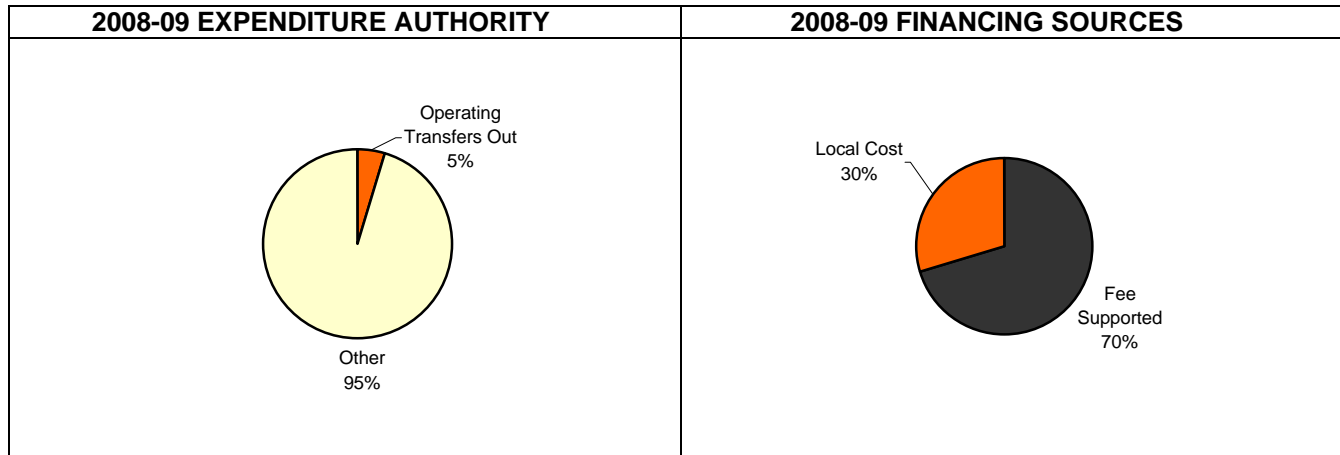 2008-09 EXPENDITURE AUTHORITY
2008-09 FINANCING SOURCES
Operating
Transfers Out
5%
Other
95%
Local Cost
30%
Fee
Supported
70%